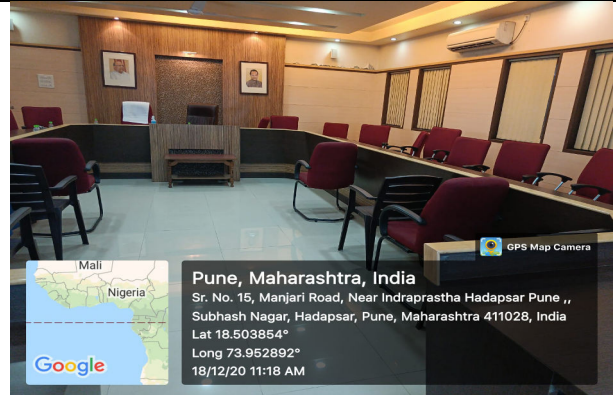 GPS Map Camera
Mali
Nigeria
Google
Pune, Maharashtra, India
Sr. No. 15, Manjari Road, Near Indraprastha Hadapsar Pune ,,
Subhash Nagar, Hadapsar, Pune, Maharashtra 411028, India
Lat 18.503854°
Long 73.952892°
18/12/20 11:18 AM